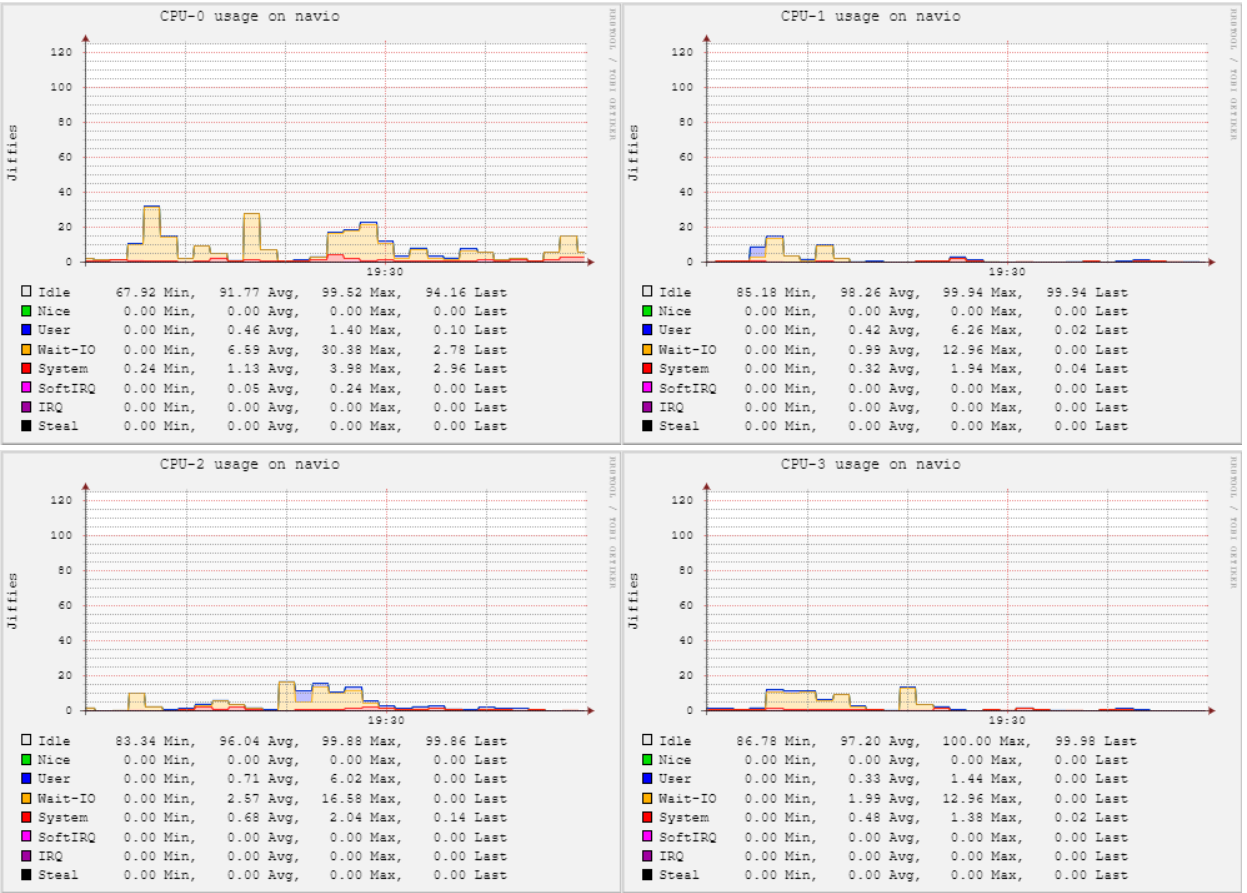 CPU-0 usage on navio
RRDTOOL / TOBI OETIKER
Jiffies
120
100
80
60
40
20
0
19:30
Idle 67.92 Min, 91.77 Avg, 99.52 Max, 94.16 Last
Nice 0.00 Min, 0.00 Avg, 0.00 Max, 0.00 Last
User 0.00 Min, 0.46 Avg, 1.40 Max, 0.10 Last
Wait-IO 0.00 Min, 6.59 Avg, 30.38 Max, 2.78 Last
System 0.24 Min, 1.13 Avg, 3.98 Max, 2.96 Last
SoftIRQ 0.00 Min, 0.05 Avg, 0.24 Max, 0.00 Last
IRQ 0.00 Min, 0.00 Avg, 0.00 Max, 0.00 Last
Steal 0.00 Min, 0.00 Avg, 0.00 Max, 0.00 Last
CPU-1 usage on navio
RRDTOOL / TOBI OETIKER
Jiffies
120
100
80
60
40
20
0
19:30
Idle 85.18 Min, 98.26 Avg, 99.94 Max, 99.94 Last
Nice 0.00 Min, 0.00 Avg, 0.00 Max, 0.00 Last
User 0.00 Min, 0.42 Avg, 6.26 Max, 0.02 Last
Wait-IO 0.00 Min, 0.99 Avg, 12.96 Max, 0.00 Last
System 0.00 Min, 0.32 Avg, 1.94 Max, 0.04 Last
SoftIRQ 0.00 Min, 0.00 Avg, 0.00 Max, 0.00 Last
IRQ 0.00 Min, 0.00 Avg, 0.00 Max, 0.00 Last
Steal 0.00 Min, 0.00 Avg, 0.00 Max, 0.00 Last
CPU-2 usage on navio
RRDTOOL / TOBI OETIKER
Jiffies
120
100
80
60
40
20
0
19:30
Idle 83.34 Min, 96.04 Avg, 99.88 Max, 99.86 Last
Nice 0.00 Min, 0.00 Avg, 0.00 Max, 0.00 Last
User 0.00 Min, 0.71 Avg, 6.02 Max, 0.00 Last
Wait-IO 0.00 Min, 2.57 Avg, 16.58 Max, 0.00 Last
System 0.00 Min, 0.68 Avg, 2.04 Max, 0.14 Last
SoftIRQ 0.00 Min, 0.00 Avg, 0.00 Max, 0.00 Last
IRQ 0.00 Min, 0.00 Avg, 0.00 Max, 0.00 Last
Steal 0.00 Min, 0.00 Avg, 0.00 Max, 0.00 Last
CPU-3 usage on navio
RRDTOOL / TOBI OETIKER
Jiffies
120
100
80
60
40
20
0
19:30
Idle 86.78 Min, 97.20 Avg, 100.00 Max, 99.98 Last
Nice 0.00 Min, 0.00 Avg, 0.00 Max, 0.00 Last
User 0.00 Min, 0.33 Avg, 1.44 Max, 0.00 Last
Wait-IO 0.00 Min, 1.99 Avg, 12.96 Max, 0.00 Last
System 0.00 Min, 0.48 Avg, 1.38 Max, 0.02 Last
SoftIRQ 0.00 Min, 0.00 Avg, 0.00 Max, 0.00 Last
IRQ 0.00 Min, 0.00 Avg, 0.00 Max, 0.00 Last
Steal 0.00 Min, 0.00 Avg, 0.00 Max, 0.00 Last